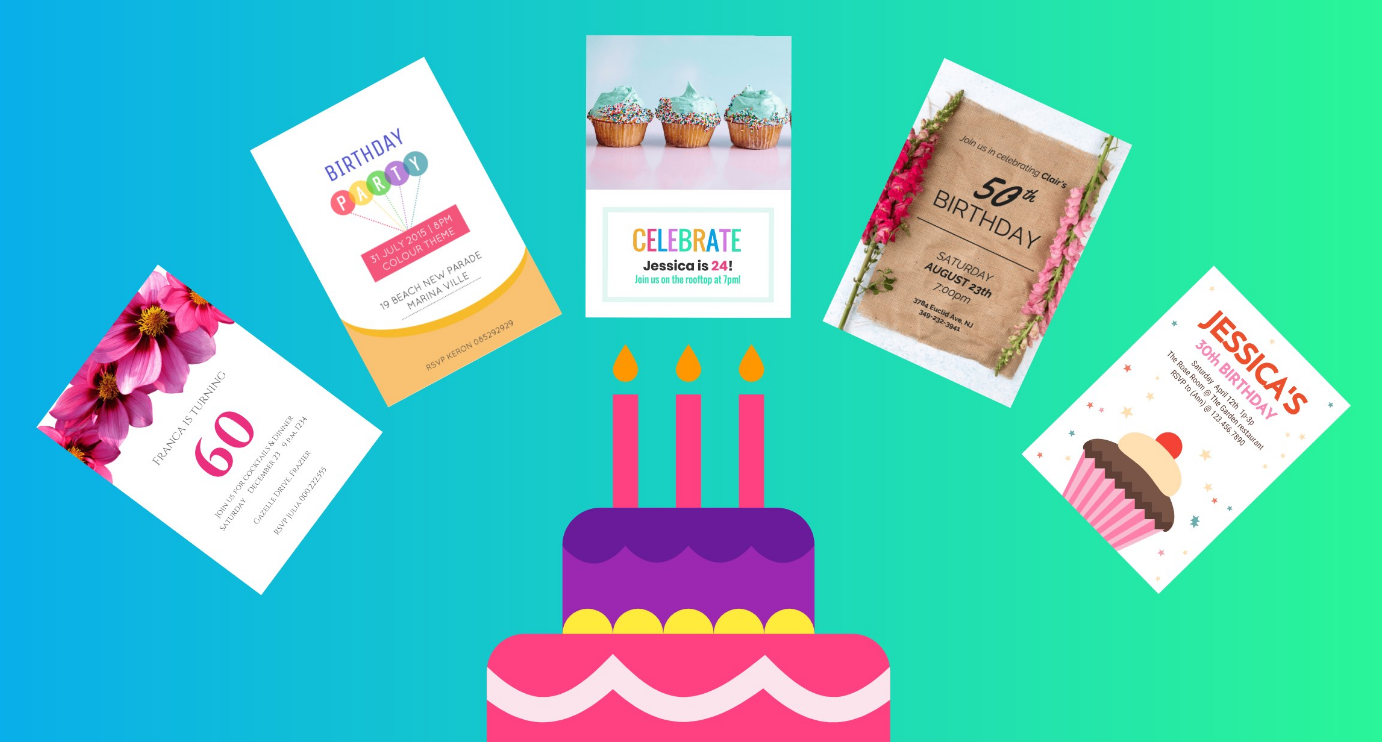 FRANCA IS TURNING
60
JOIN US FOR COCKTAILS & DINNER
SATURDAY DECEMBER 23 9 P.M. 1234
GAZELLE DRIVE, FRAZIER
RSVP JULIA 000 222 555
BIRTHDAY
PARTY
31 JULY 2015 | 8PM
COLOUR THEME
19 BEACH NEW PARADE
MARINA VILLE
RSVP KERON 085292929
CELEBRATE
Jessica is 24!
Join us on the rooftop at 7pm!
Join us in celebrating Clair's
50th
BIRTHDAY
SATURDAY
AUGUST 23th
7:00pm
3784 Euclid Ave, NJ
349-232-3941
JESSICA'S
30th BIRTHDAY
Saturday April 12th 1p-3p
The Rose Room @ The Garden restaurant
RSVP to (Ann) @ 123.456.7890